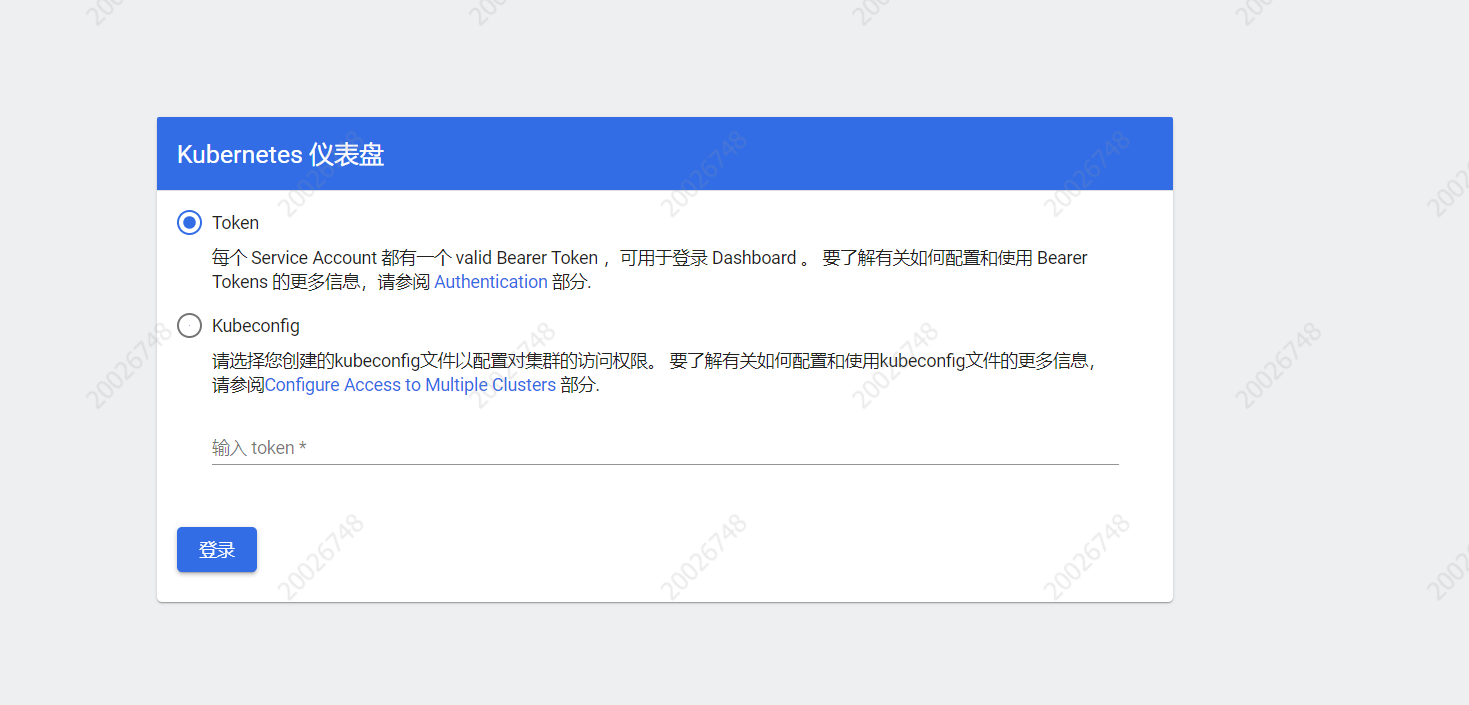 Kubernetes 仪表盘
Token
每个 Service Account 都有一个 valid Bearer Token ，可用于登录 Dashboard 。 要了解有关如何配置和使用 Bearer
Tokens 的更多信息，请参阅 Authentication 部分.
Kubeconfig
请选择您创建的kubeconfig文件以配置对集群的访问权限。 要了解有关如何配置和使用kubeconfig文件的更多信息，
请参阅Configure Access to Multiple Clusters 部分.
输入 token *
登录
20026748